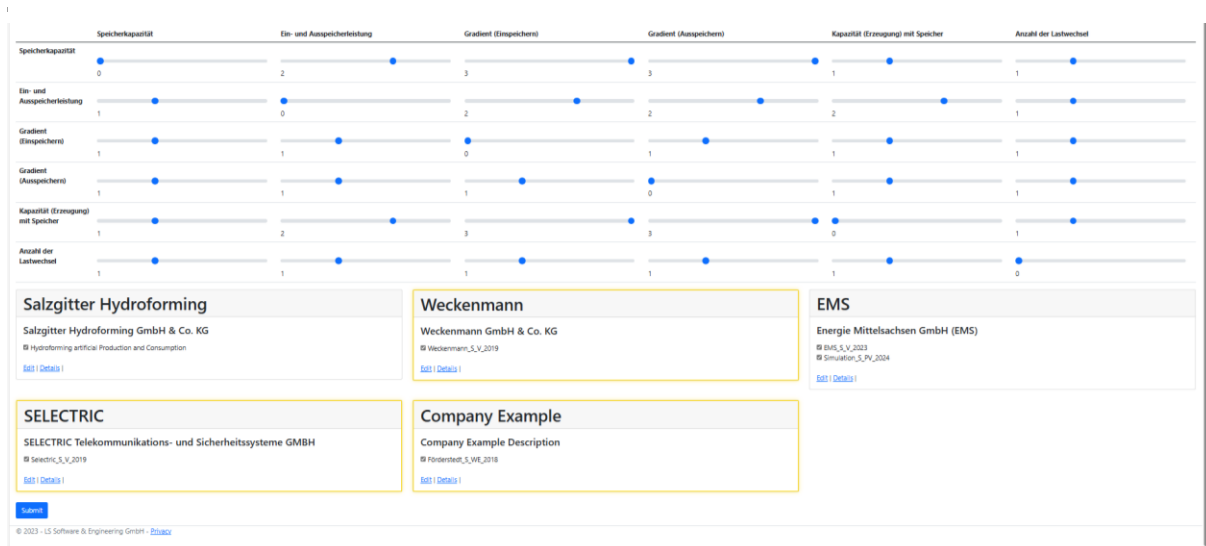 Speicherkapazität Ein- und Ausspeicherleistung Gradient (Einspeichern) Gradient (Ausspeichern) Kapazität (Erzeugung) mit Speicher Anzahl der Lastwechsel
Speicherkapazität
0 2 3 3 1 1
Ein- und
Ausspeicherleistung
1 0 2 2 2 1
Gradient
(Einspeichern)
1 1 0 1 1 1
Gradient
(Ausspeichern)
1 1 1 0 1 1
Kapazität (Erzeugung)
mit Speicher
1 2 3 3 0 1
Anzahl der
Lastwechsel
1 1 1 1 1 0
Salzgitter Hydroforming
Salzgitter Hydroforming GmbH & Co. KG
Hydroforming artificial Production and Consumption
Edit | Details |
Weckenmann
Weckenmann GmbH & Co. KG
Weckenmann_S_V_2019
Edit | Details |
EMS
Energie Mittelsachsen GmbH (EMS)
EMS_S_V_2023
Simulation_S_PV_2024
Edit | Details |
SELECTRIC
SELECTRIC Telekommunikations- und Sicherheitssysteme GMBH
Selectric_S_V_2019
Edit | Details |
Company Example
Company Example Description
Förderstedt_S_WE_2018
Edit | Details |
Submit
© 2023 - LS Software & Engineering GmbH - Privacy